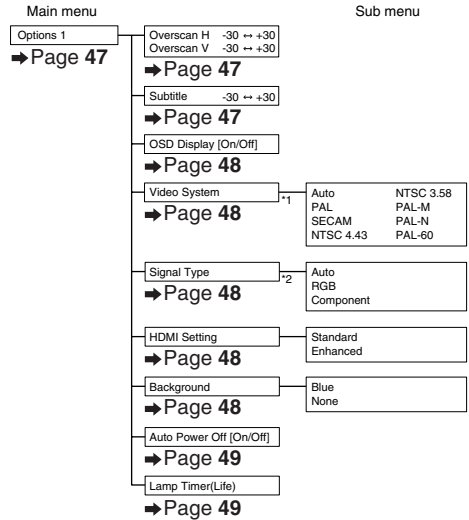 Main menu
Sub menu
Options 1
➡Page 47
Overscan H -30 ↔ +30
Overscan V -30 ↔ +30
➡Page 47
Subtitle -30 ↔ +30
➡Page 47
OSD Display [On/Off]
➡Page 48
Video System
*1
➡Page 48
Auto NTSC 3.58
PAL PAL-M
SECAM PAL-N
NTSC 4.43 PAL-60
Signal Type
*2
➡Page 48
Auto
RGB
Component
HDMI Setting
➡Page 48
Standard
Enhanced
Background
➡Page 48
Blue
None
Auto Power Off [On/Off]
➡Page 49
Lamp Timer(Life)
➡Page 49